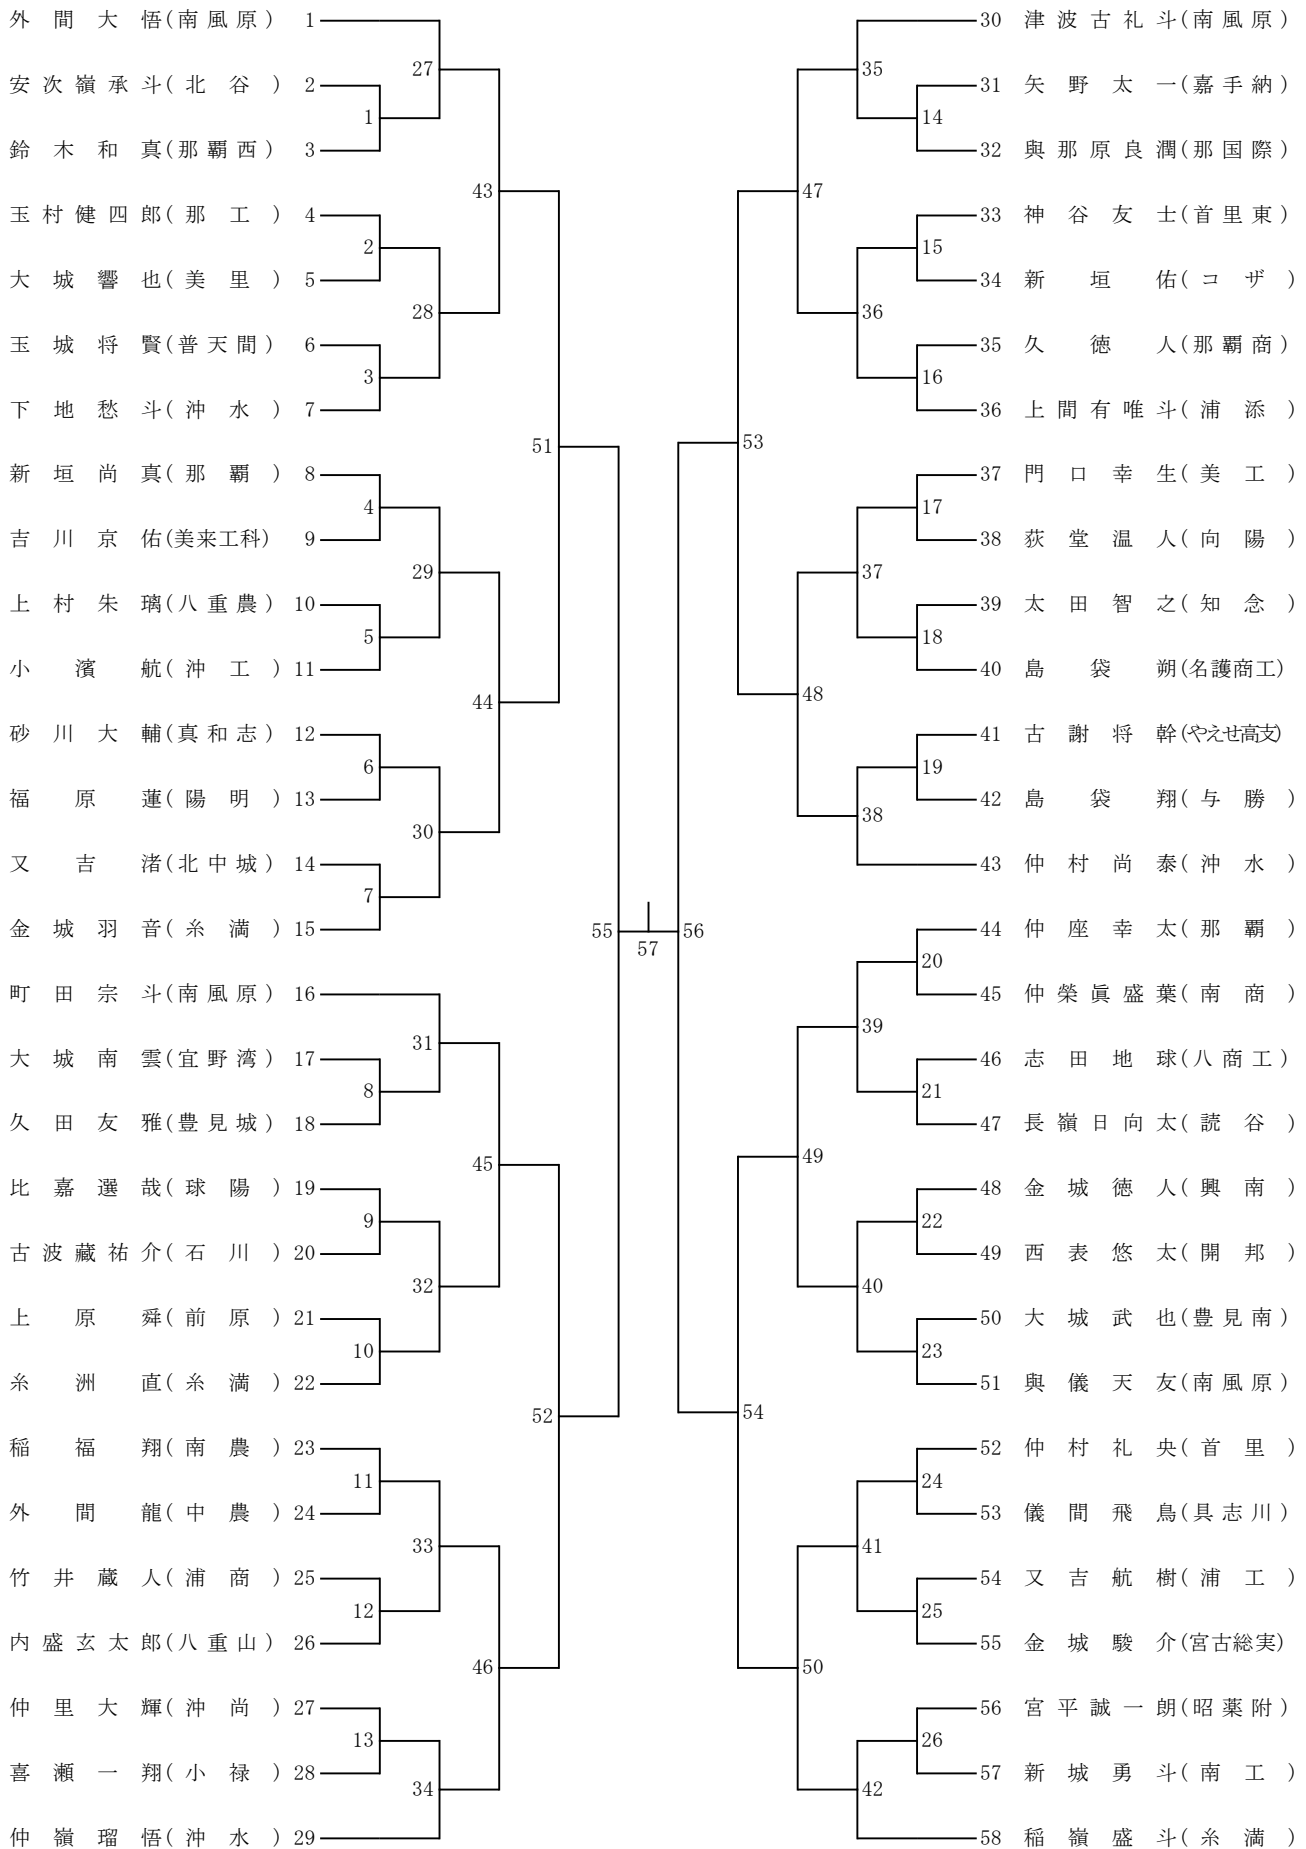 外間大悟(南風原) 1
27
安次嶺承斗(北谷) 2
1
鈴木和真(那覇西) 3
43
玉村健四郎(那工) 4
2
大城響也(美里) 5
28
玉城将賢(普天間) 6
3
下地愁斗(沖水) 7
51
新垣尚真(那覇) 8
4
吉川京佑(美来工科) 9
29
上村朱璃(八重農) 10
5
小濱航(沖工) 11
44
砂川大輔(真和志) 12
6
福原蓮(陽明) 13
30
又吉渚(北中城) 14
7
金城羽音(糸満) 15
55
57
町田宗斗(南風原) 16
31
大城南雲(宜野湾) 17
8
久田友雅(豊見城) 18
45
比嘉選哉(球陽) 19
9
古波藏祐介(石川) 20
32
上原舜(前原) 21
10
糸洲直(糸満) 22
52
稲福翔(南農) 23
11
外間龍(中農) 24
33
竹井蔵人(浦商) 25
12
内盛玄太郎(八重山) 26
46
仲里大輝(沖尚) 27
13
喜瀬一翔(小禄) 28
34
仲嶺瑠悟(沖水) 29
30 津波古礼斗(南風原)
35
31 矢野太一(嘉手納)
14
32 與那原良潤(那国際)
47
33 神谷友士(首里東)
15
34 新垣佑(コザ)
36
35 久徳人(那覇商)
16
36 上間有唯斗(浦添)
53
37 門口幸生(美工)
17
38 荻堂温人(向陽)
37
39 太田智之(知念)
18
40 島袋朔(名護商工)
48
41 古謝将幹(やえせ高支)
19
42 島袋翔(与勝)
38
43 仲村尚泰(沖水)
56
44 仲座幸太(那覇)
20
45 仲榮眞盛葉(南商)
39
46 志田地球(八商工)
21
47 長嶺日向太(読谷)
49
48 金城徳人(興南)
22
49 西表悠太(開邦)
40
50 大城武也(豊見南)
23
51 與儀天友(南風原)
54
52 仲村礼央(首里)
24
53 儀間飛鳥(具志川)
41
54 又吉航樹(浦工)
25
55 金城駿介(宮古総実)
50
56 宮平誠一朗(昭薬附)
26
57 新城勇斗(南工)
42
58 稲嶺盛斗(糸満)